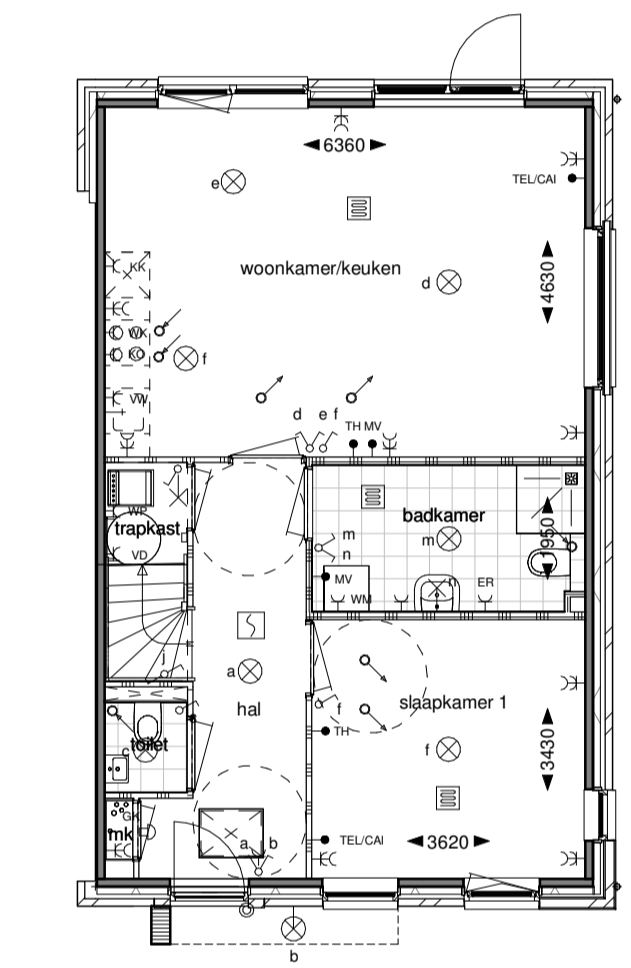 6360
e
TEL/CAI
KK
woonkamer/keuken
d
4630
WK
KO
f
VW
d e f
TH MV
WP
trapkast
VD
badkamer
m
m
n
1950
MV
n
ER
WM
j
a
hal
slaapkamer 1
f
f
TH
c
toilet
3430
GK
mk
a b
TEL/CAI
3620
b